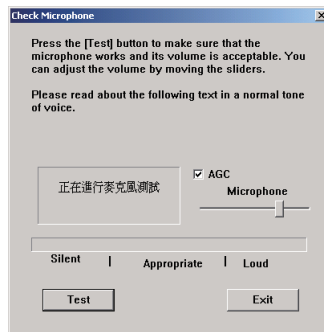 Check Microphone
Press the [Test] button to make sure that the
microphone works and its volume is acceptable. You
can adjust the volume by moving the sliders.
Please read about the following text in a normal tone
of voice.
正在進行麥克風測試
AGC
Microphone
Silent | Appropriate | Loud
Test Exit